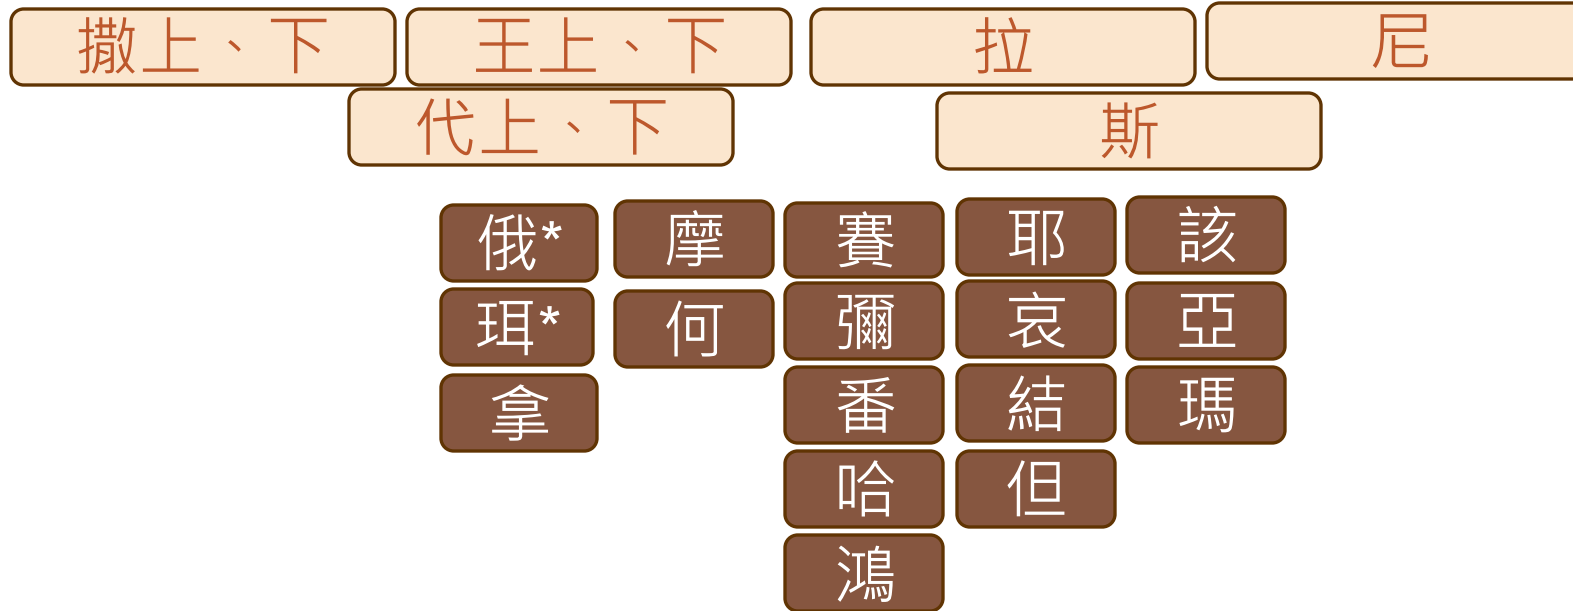 撒上、下 王上、下 拉 尼
代上、下 斯
俄* 摩 賽 耶 該
珥* 何 彌 哀 亞
拿 番 結 瑪
哈 但
鴻